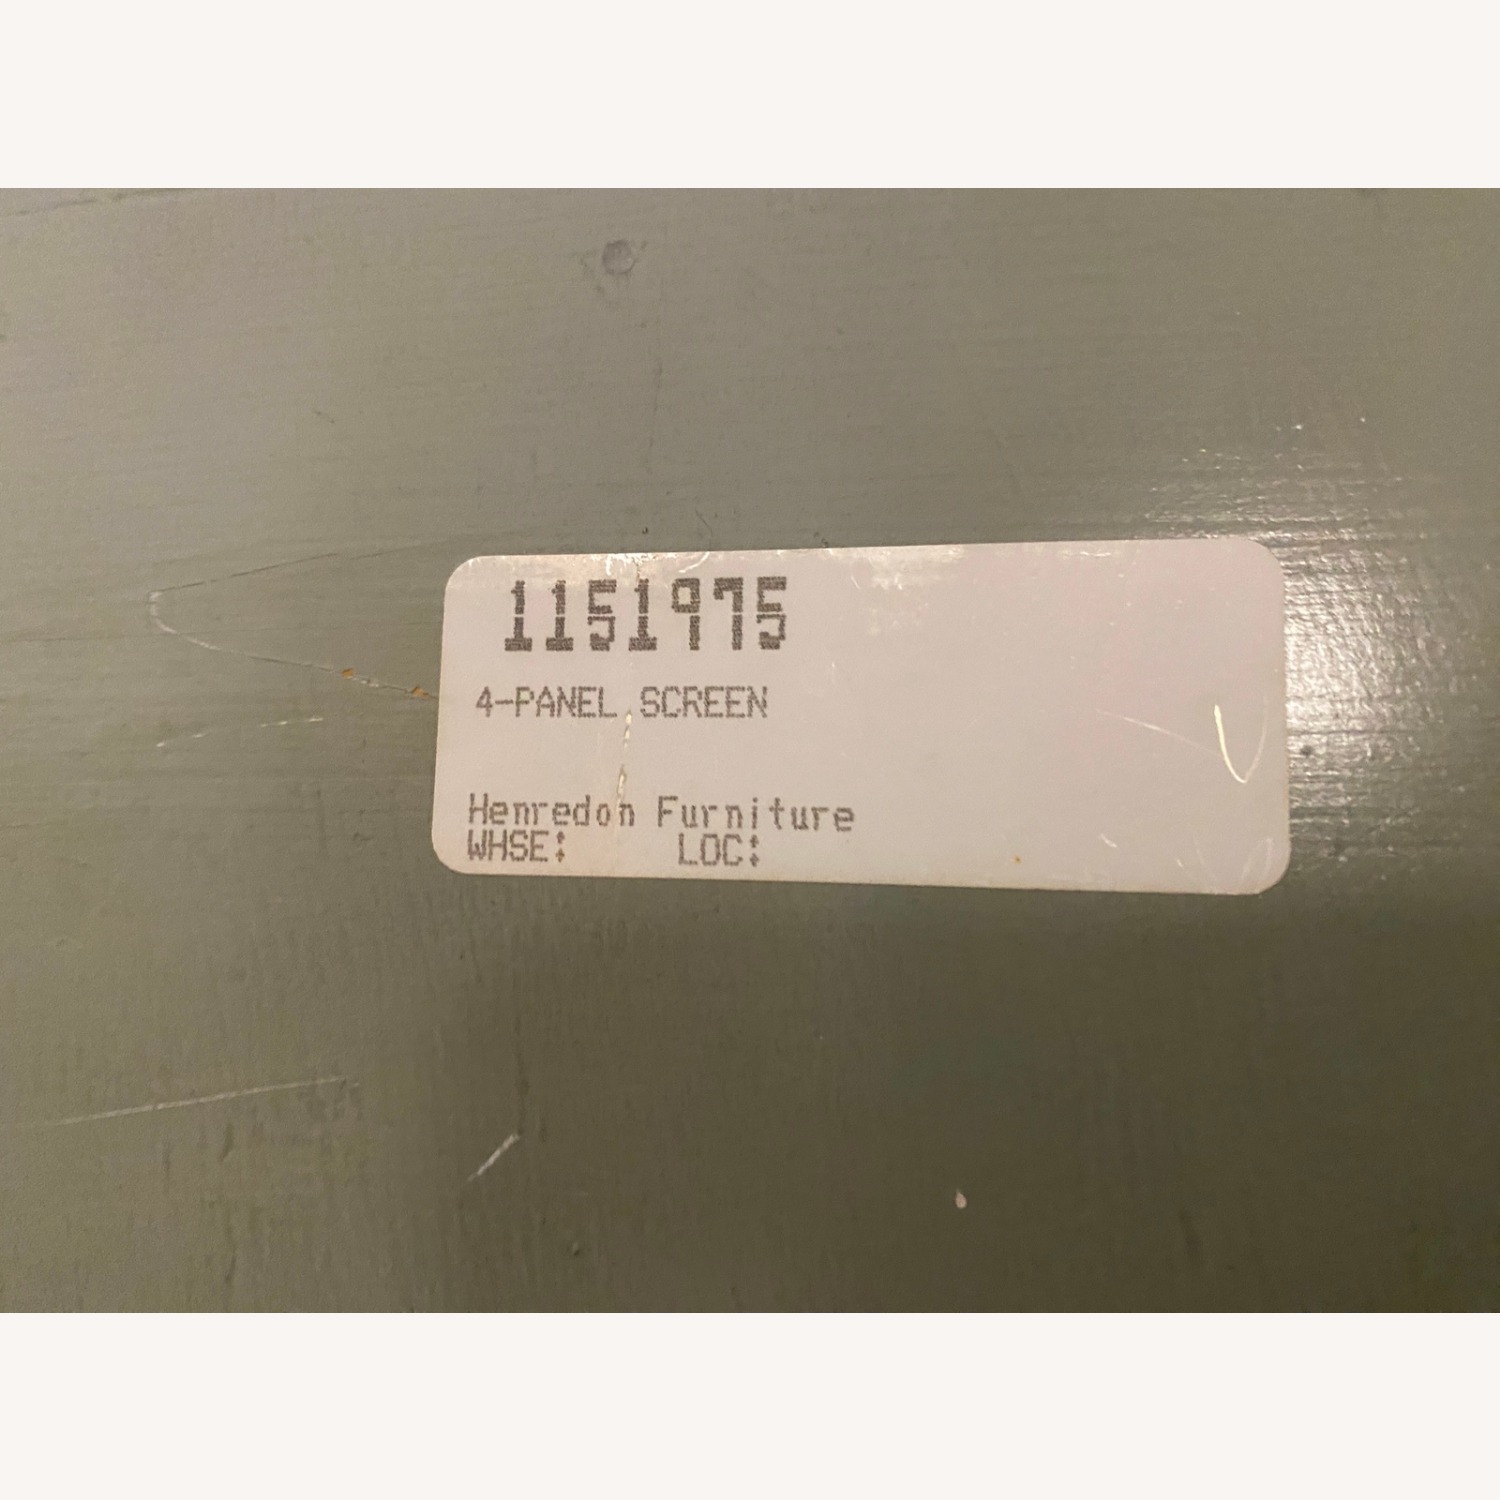 1151975
4-PANEL SCREEN
Henredon Furniture
WHSE: LOC: